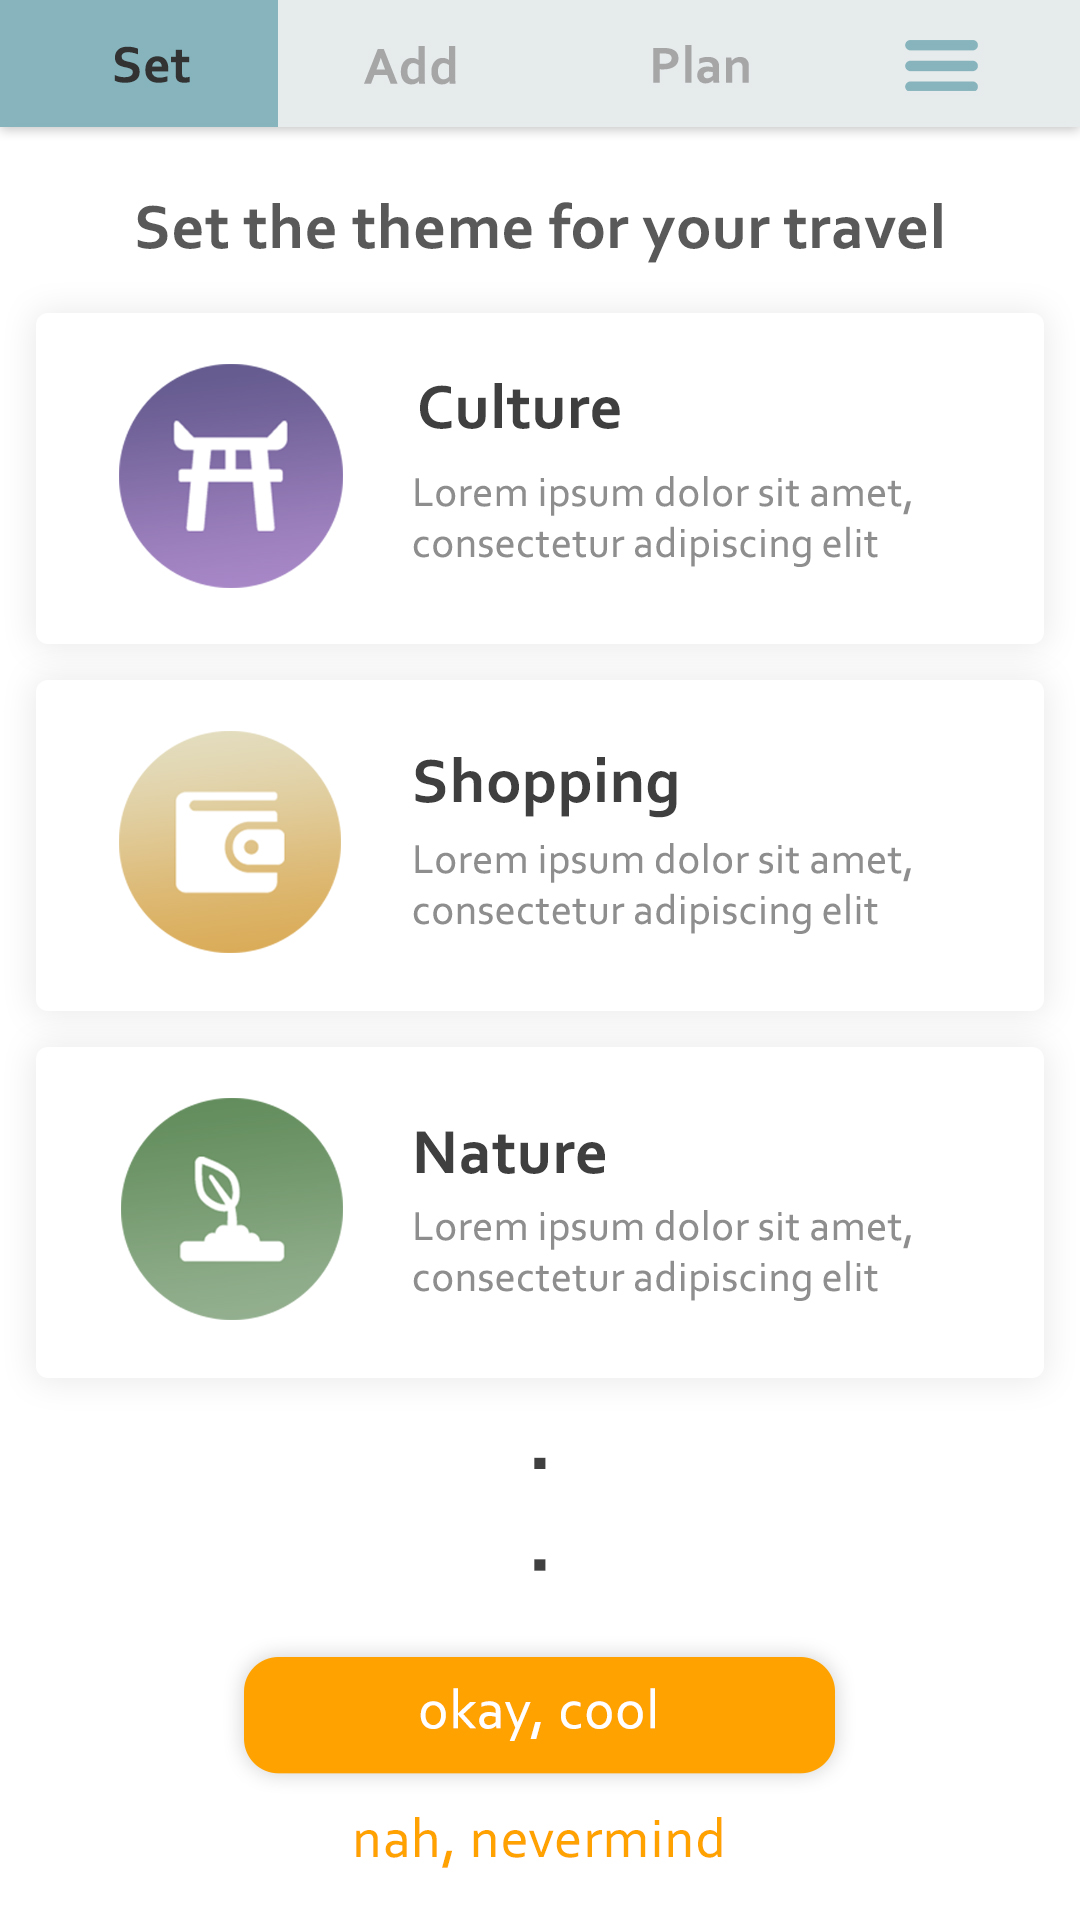 Set Add Plan
Set the theme for your travel
Culture
Lorem ipsum dolor sit amet,
consectetur adipiscing elit
Shopping
Lorem ipsum dolor sit amet,
consectetur adipiscing elit
Nature
Lorem ipsum dolor sit amet,
consectetur adipiscing elit
.
.
okay, cool
nah, nevermind